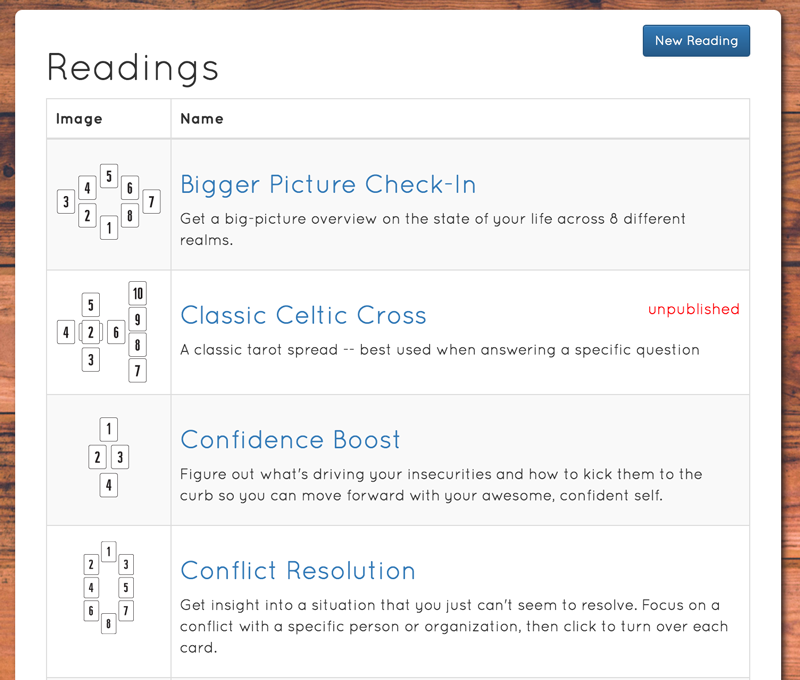 New Reading
Readings
Image Name
5
4 6
3 7
2 8
1
Bigger Picture Check-In
Get a big-picture overview on the state of your life across 8 different
realms.
10
5
9
4 2 6
8
3
7
Classic Celtic Cross
unpublished
A classic tarot spread -- best used when answering a specific question
1
2 3
4
Confidence Boost
Figure out what's driving your insecurities and how to kick them to the
curb so you can move forward with your awesome, confident self.
1
2 3
4 5
6 7
8
Conflict Resolution
Get insight into a situation that you just can't seem to resolve. Focus on a
conflict with a specific person or organization, then click to turn over each
card.